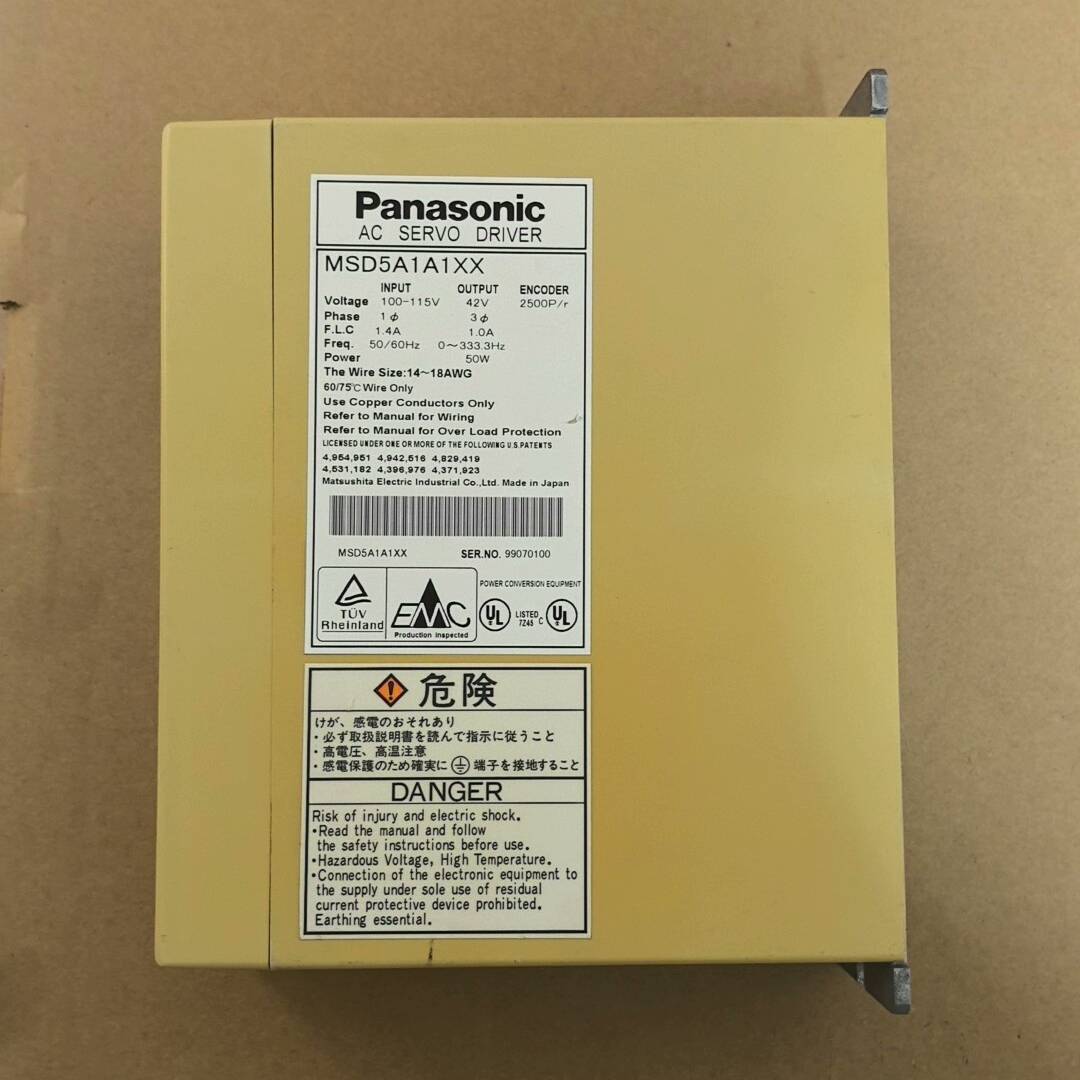 Panasonic
AC SERVO DRIVER
MSD5A1A1XX
INPUT OUTPUT ENCODER
Voltage 100-115V 42V 2500P/r
Phase 1ϕ 3ϕ
F.L.C 1.4A 1.0A
Freq. 50/60Hz 0~333.3Hz
Power 50W
The Wire Size:14~18AWG
60/75℃ Wire Only
Use Copper Conductors Only
Refer to Manual for Wiring
Refer to Manual for Over Load Protection
LICENSED UNDER ONE OR MORE OF THE FOLLOWING U.S.PATENTS
4,954,951 4,942,516 4,829,419
4,531,182 4,396,976 4,371,923
Matsushita Electric Industrial Co.,Ltd. Made in Japan
MSD5A1A1XX SER.NO. 99070100
TÜV
Rheinland
EMC
Production Inspected
POWER CONVERSION EQUIPMENT
UL LISTED 7245 C UL
危険
けが、感電のおそれあり
・必ず取扱説明書を読んで指示に従うこと
・高電圧、高温注意
・感電保護のため確実に⏚端子を接地すること
DANGER
Risk of injury and electric shock.
•Read the manual and follow
the safety instructions before use.
•Hazardous Voltage, High Temperature.
•Connection of the electronic equipment to
the supply under sole use of residual
current protective device prohibited.
Earthing essential.